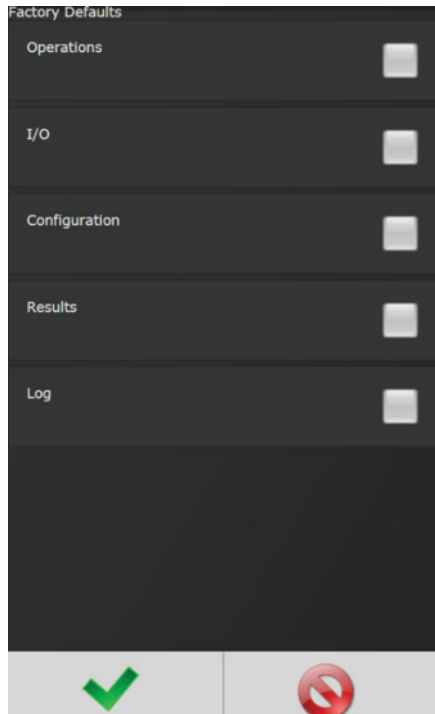 Factory Defaults
Operations
I/O
Configuration
Results
Log